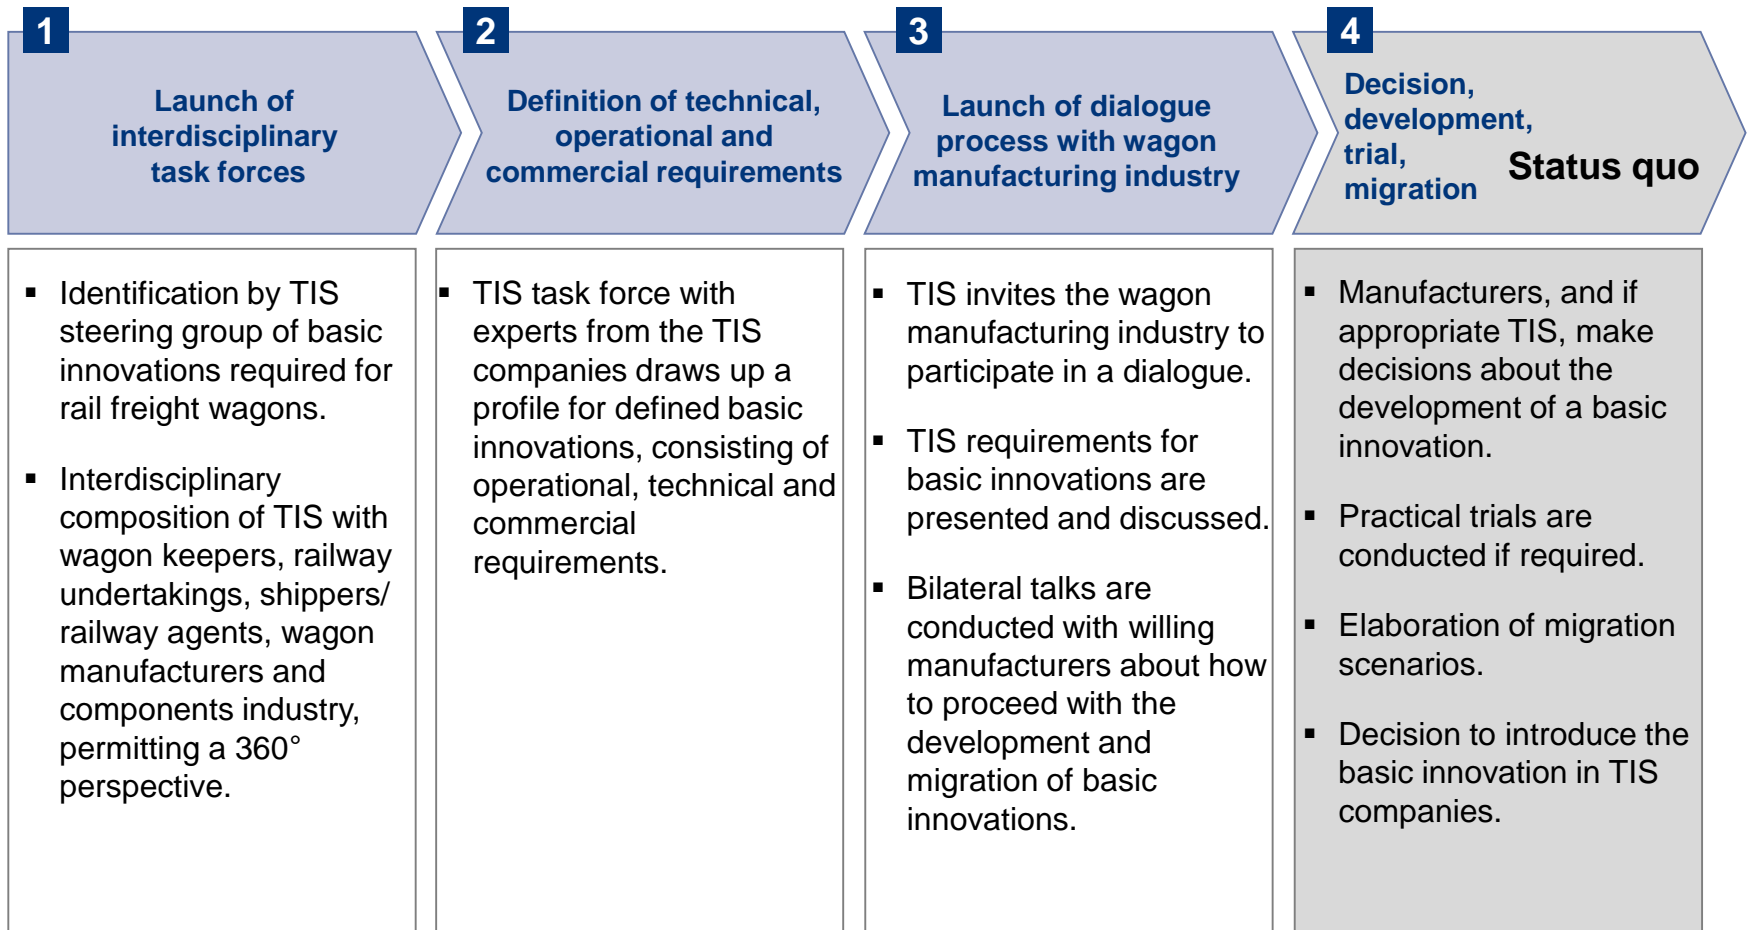 1
Launch of
interdisciplinary
task forces
2
Definition of technical,
operational and
commercial requirements
3
Launch of dialogue
process with wagon
manufacturing industry
4
Decision,
development,
trial,
migration
Status quo
▪ Identification by TIS
steering group of basic
innovations required for
rail freight wagons.
▪ Interdisciplinary
composition of TIS with
wagon keepers, railway
undertakings, shippers/
railway agents, wagon
manufacturers and
components industry,
permitting a 360°
perspective.
▪ TIS task force with
experts from the TIS
companies draws up a
profile for defined basic
innovations, consisting of
operational, technical and
commercial
requirements.
▪ TIS invites the wagon
manufacturing industry to
participate in a dialogue.
▪ TIS requirements for
basic innovations are
presented and discussed.
▪ Bilateral talks are
conducted with willing
manufacturers about how
to proceed with the
development and
migration of basic
innovations.
▪ Manufacturers, and if
appropriate TIS, make
decisions about the
development of a basic
innovation.
▪ Practical trials are
conducted if required.
▪ Elaboration of migration
scenarios.
▪ Decision to introduce the
basic innovation in TIS
companies.